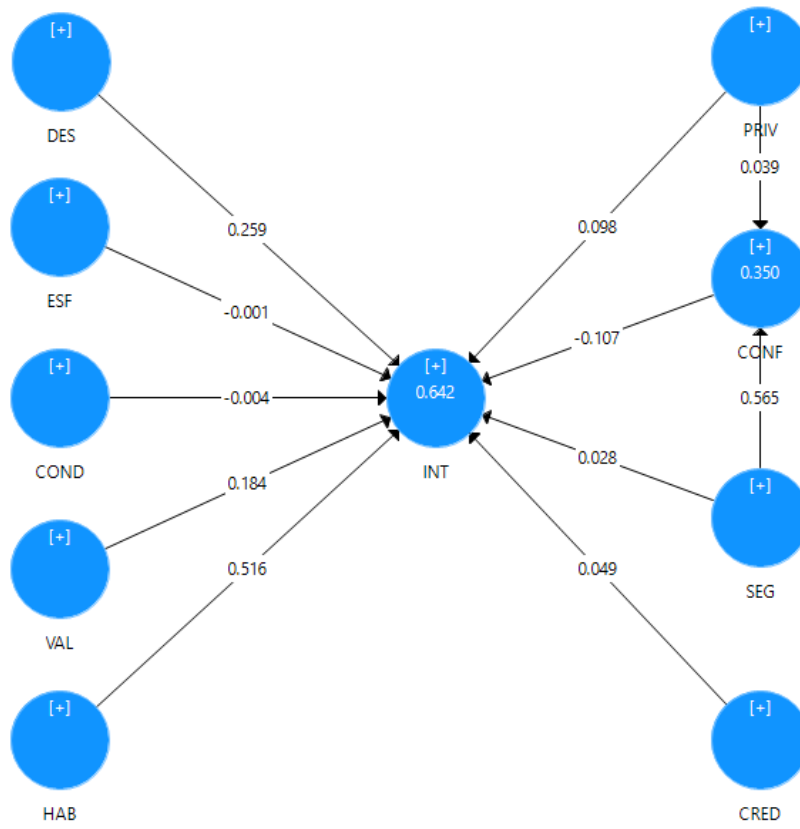 [+]
DES
[+]
ESF
[+]
COND
[+]
VAL
[+]
HAB
0.259
-0.001
-0.004
0.184
0.516
[+]
0.642
INT
0.098
-0.107
0.028
0.049
[+]
PRIV
0.039
[+]
0.350
CONF
0.565
[+]
SEG
[+]
CRED